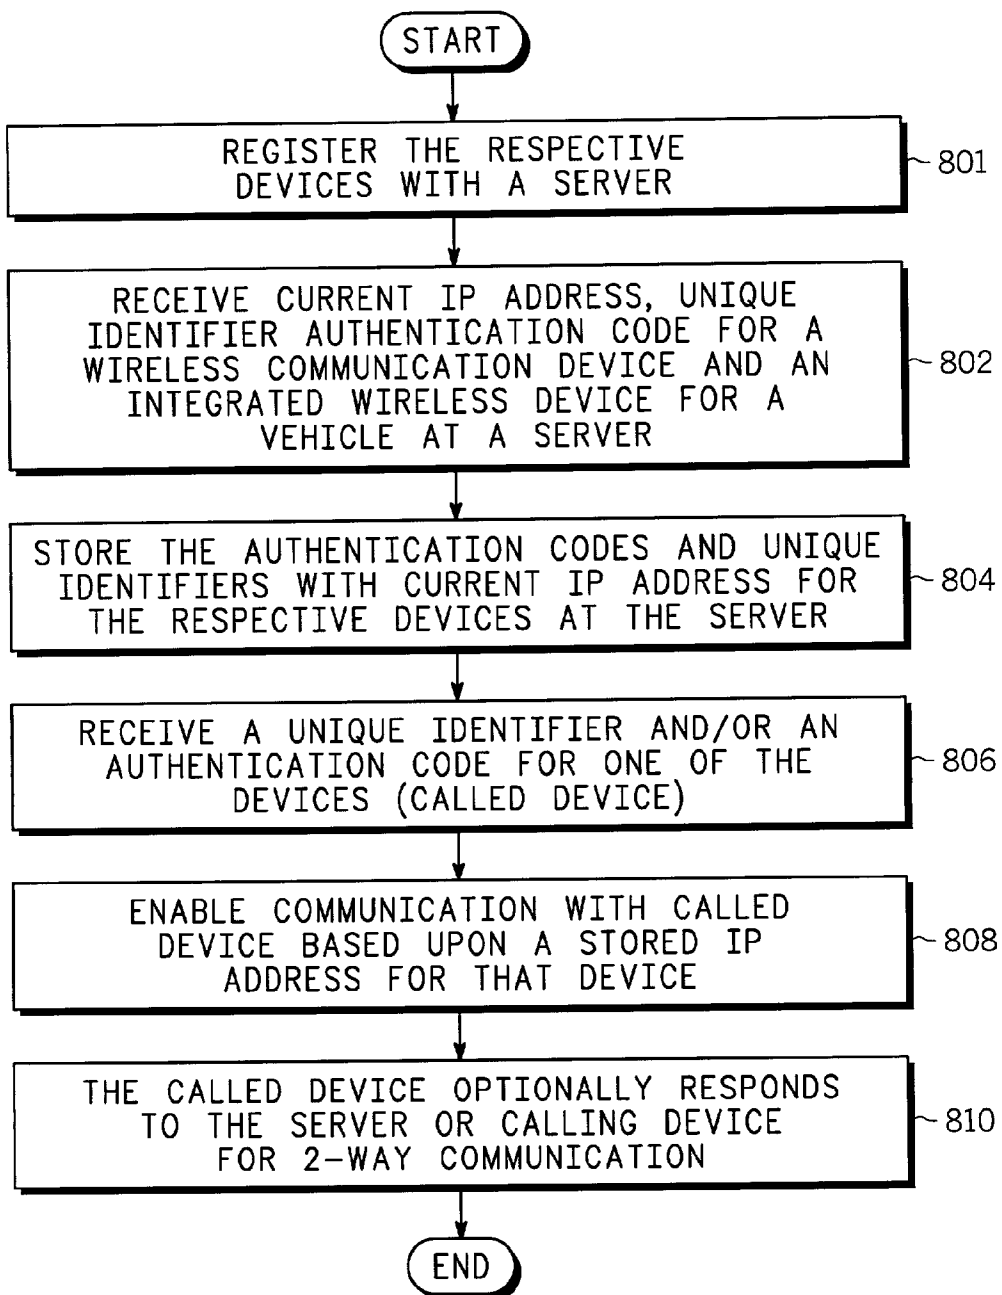 START
REGISTER THE RESPECTIVE
DEVICES WITH A SERVER
801
RECEIVE CURRENT IP ADDRESS, UNIQUE
IDENTIFIER AUTHENTICATION CODE FOR A
WIRELESS COMMUNICATION DEVICE AND AN
INTEGRATED WIRELESS DEVICE FOR A
VEHICLE AT A SERVER
802
STORE THE AUTHENTICATION CODES AND UNIQUE
IDENTIFIERS WITH CURRENT IP ADDRESS FOR
THE RESPECTIVE DEVICES AT THE SERVER
804
RECEIVE A UNIQUE IDENTIFIER AND/OR AN
AUTHENTICATION CODE FOR ONE OF THE
DEVICES (CALLED DEVICE)
806
ENABLE COMMUNICATION WITH CALLED
DEVICE BASED UPON A STORED IP
ADDRESS FOR THAT DEVICE
808
THE CALLED DEVICE OPTIONALLY RESPONDS
TO THE SERVER OR CALLING DEVICE
FOR 2-WAY COMMUNICATION
810
END